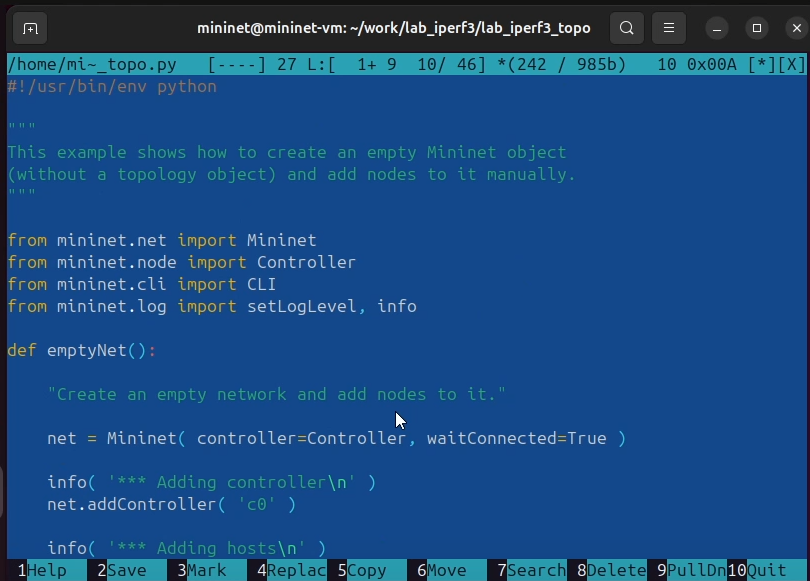 mininet@mininet-vm: ~/work/lab_iperf3/lab_iperf3_topo
/home/mi~_topo.py [----] 27 L:[ 1+ 9 10/ 46] *(242 / 985b) 10 0x00A [*][X]
#!/usr/bin/env python
"""
This example shows how to create an empty Mininet object
(without a topology object) and add nodes to it manually.
"""
from mininet.net import Mininet
from mininet.node import Controller
from mininet.cli import CLI
from mininet.log import setLogLevel, info
def emptyNet():
"Create an empty network and add nodes to it."
net = Mininet( controller=Controller, waitConnected=True )
info( '*** Adding controller\n' )
net.addController( 'c0' )
info( '*** Adding hosts\n' )
1Help 2Save 3Mark 4Replac 5Copy 6Move 7Search 8Delete 9PullDn 10Quit